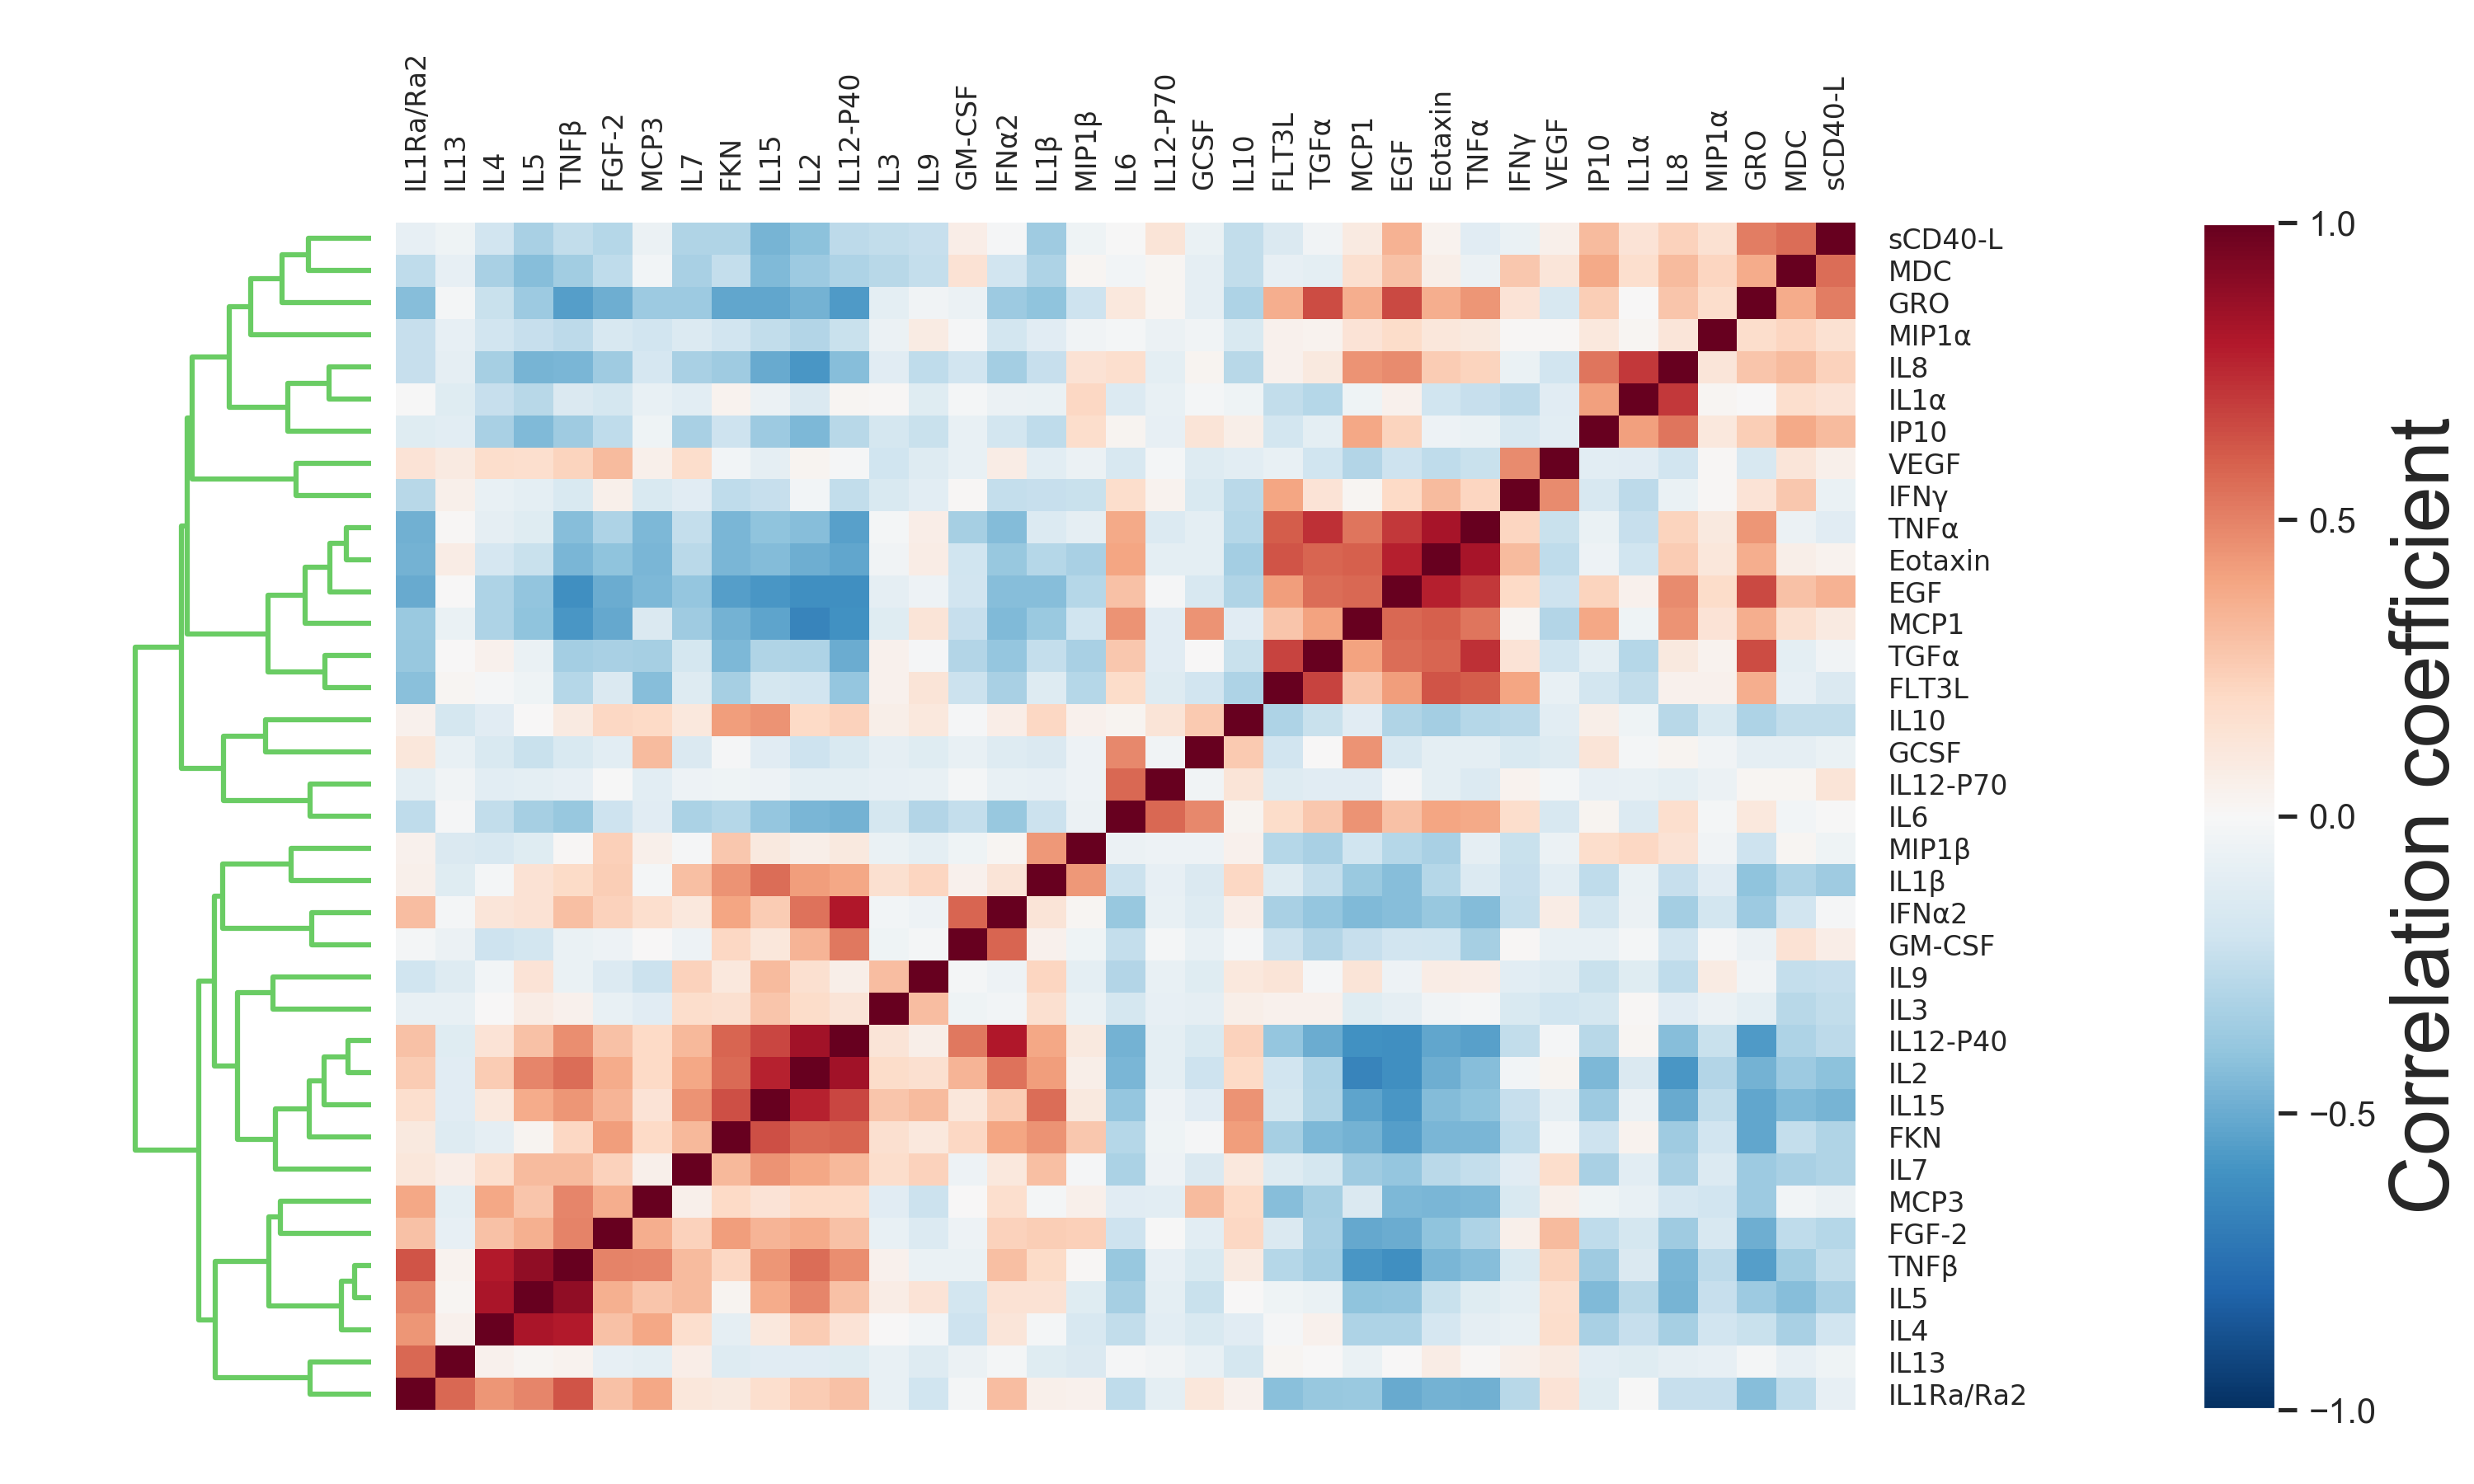 IL1Ra/Ra2
IL13
IL4
IL5
TNFβ
FGF-2
MCP3
IL7
FKN
IL15
IL2
IL12-P40
IL3
IL9
GM-CSF
IFNα2
IL1β
MIP1β
IL6
IL12-P70
GCSF
IL10
FLT3L
TGFα
MCP1
EGF
Eotaxin
TNFα
IFNγ
VEGF
IP10
IL1α
IL8
MIP1α
GRO
MDC
sCD40-L
sCD40-L
MDC
GRO
MIP1α
IL8
IL1α
IP10
VEGF
IFNγ
TNFα
Eotaxin
EGF
MCP1
TGFα
FLT3L
IL10
GCSF
IL12-P70
IL6
MIP1β
IL1β
IFNα2
GM-CSF
IL9
IL3
IL12-P40
IL2
IL15
FKN
IL7
MCP3
FGF-2
TNFβ
IL5
IL4
IL13
IL1Ra/Ra2
1.0
0.5
0.0
−0.5
−1.0
Correlation coefficient